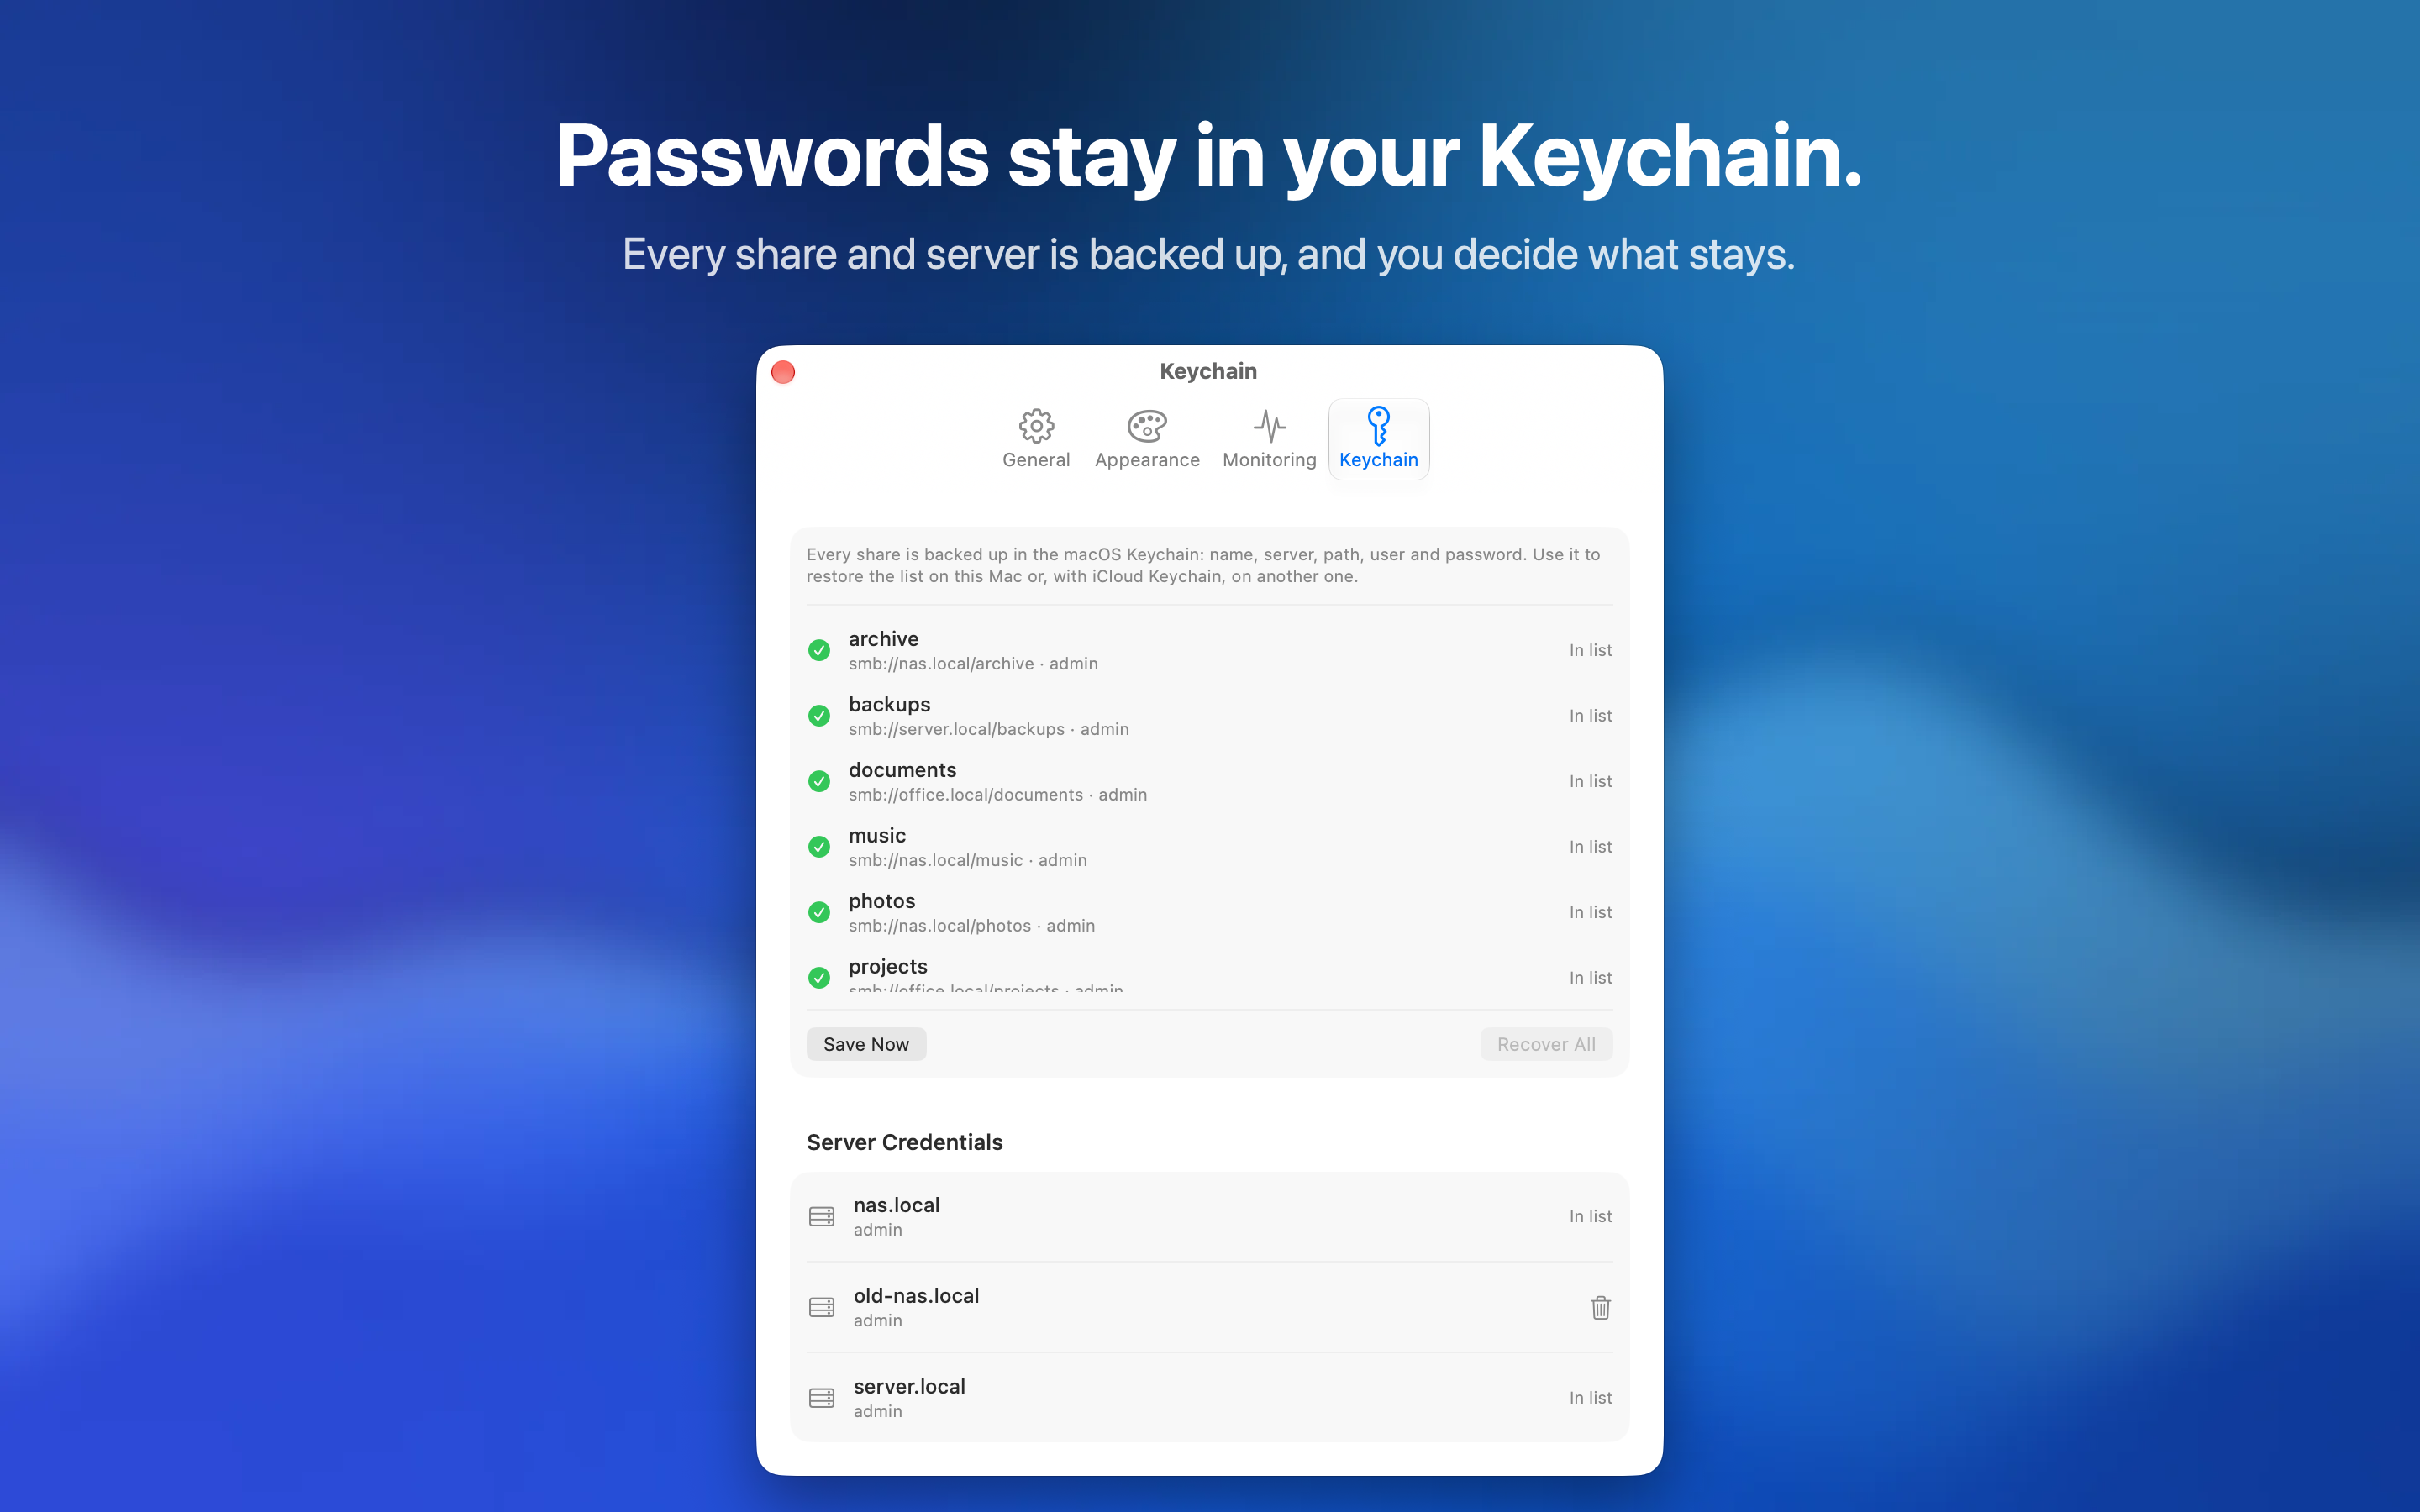 Passwords stay in your Keychain.
Every share and server is backed up, and you decide what stays.
Keychain
General
Appearance
Monitoring
Keychain
Every share is backed up in the macOS Keychain: name, server, path, user and password. Use it to
restore the list on this Mac or, with iCloud Keychain, on another one.
archive
smb://nas.local/archive · admin
In list
backups
smb://server.local/backups · admin
In list
documents
smb://office.local/documents · admin
In list
music
smb://nas.local/music · admin
In list
photos
smb://nas.local/photos · admin
In list
projects
smb://office.local/projects · admin
In list
Save Now
Recover All
Server Credentials
nas.local
admin
In list
old-nas.local
admin
server.local
admin
In list